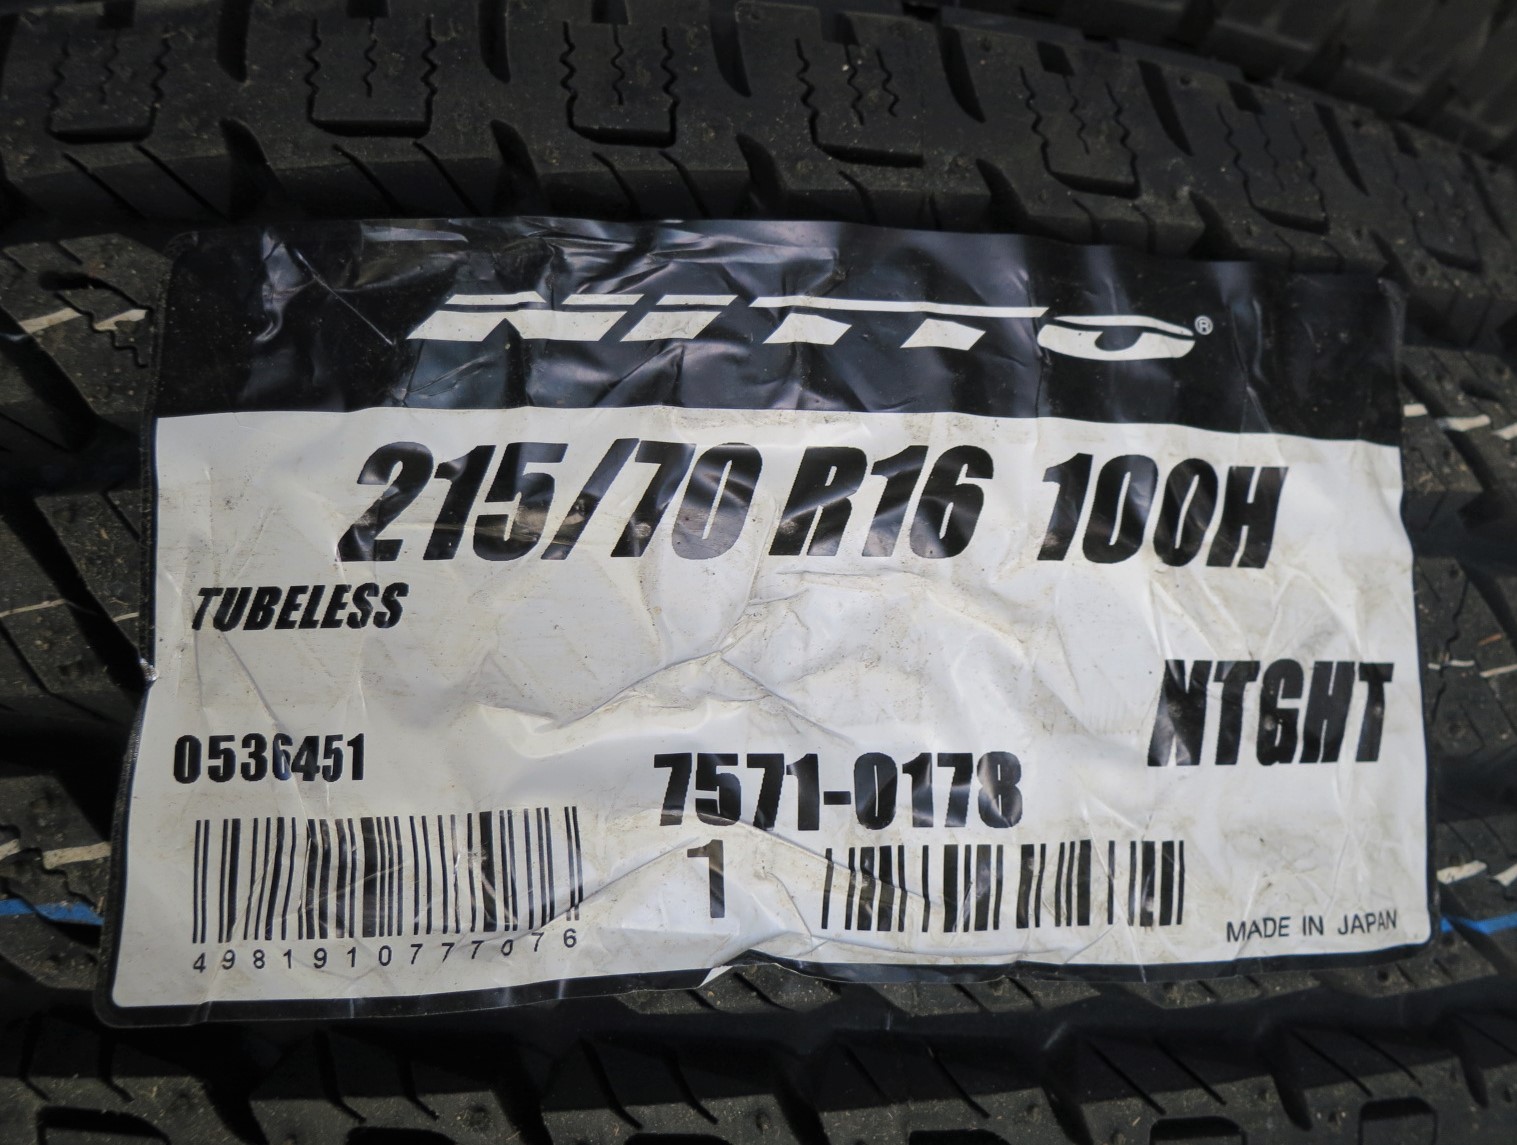 NITTO®
215/70 R16 100H
TUBELESS
NTGHT
0536451
7571-0178
1
4981910777076
MADE IN JAPAN